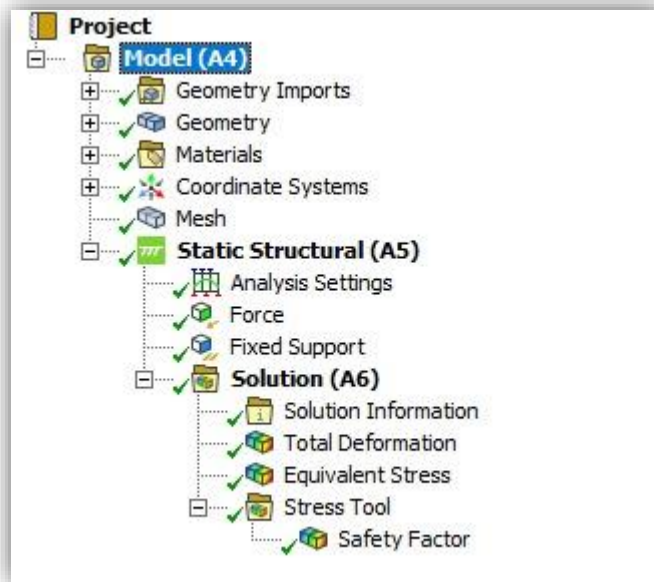 Project
Model (A4)
Geometry Imports
Geometry
Materials
Coordinate Systems
Mesh
Static Structural (A5)
Analysis Settings
Force
Fixed Support
Solution (A6)
Solution Information
Total Deformation
Equivalent Stress
Stress Tool
Safety Factor